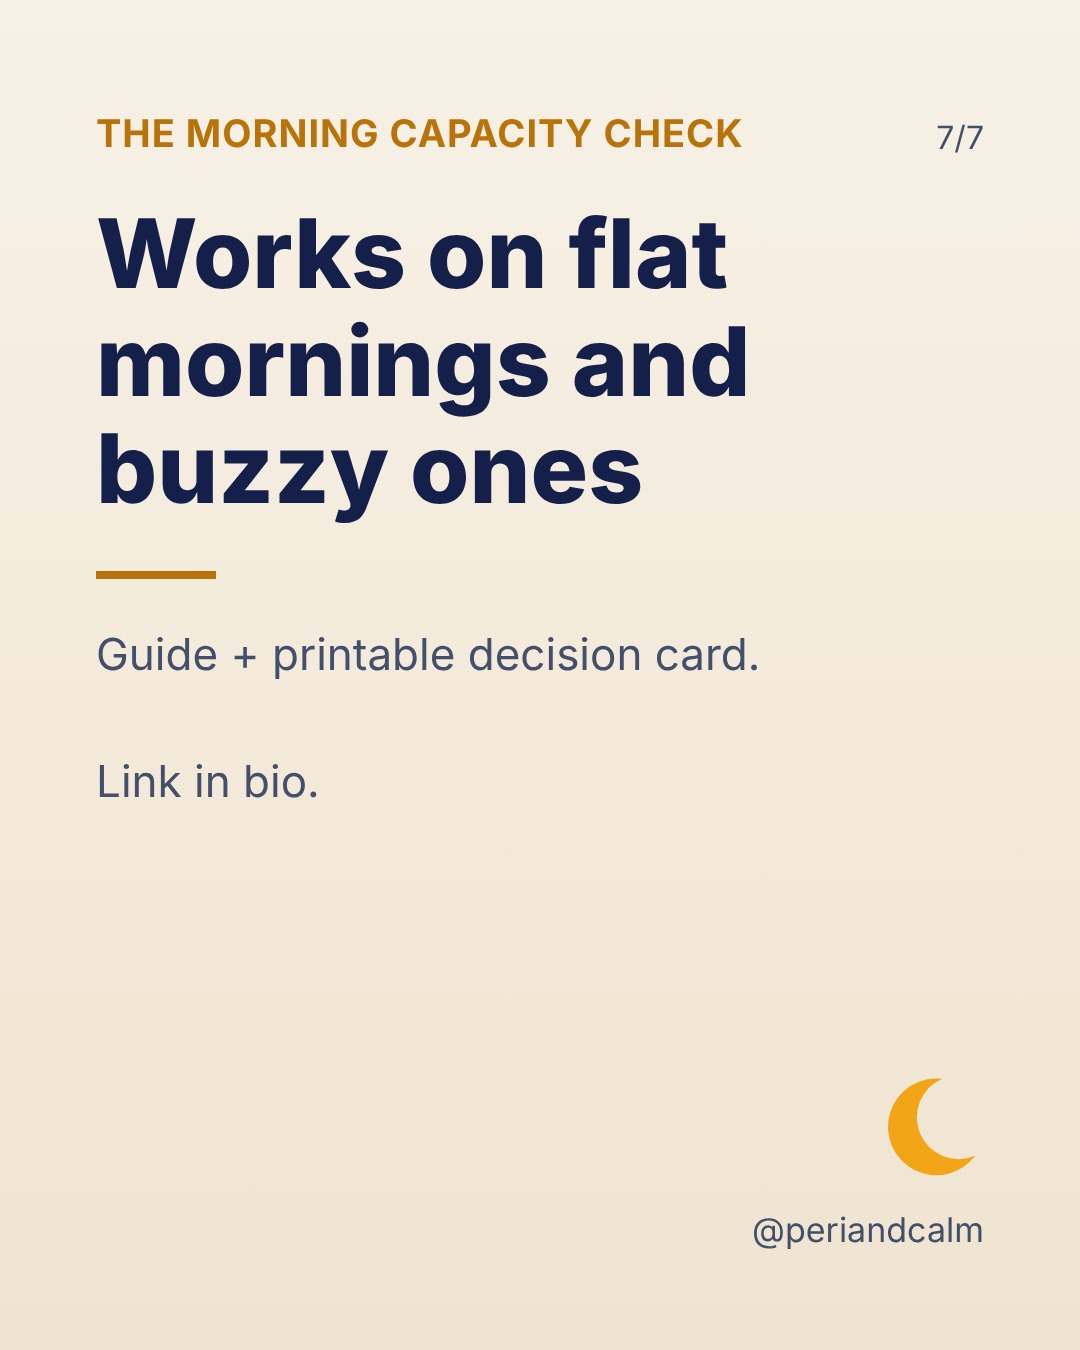 THE MORNING CAPACITY CHECK
7/7
Works on flat
mornings and
buzzy ones
Guide + printable decision card.
Link in bio.
@periandcalm